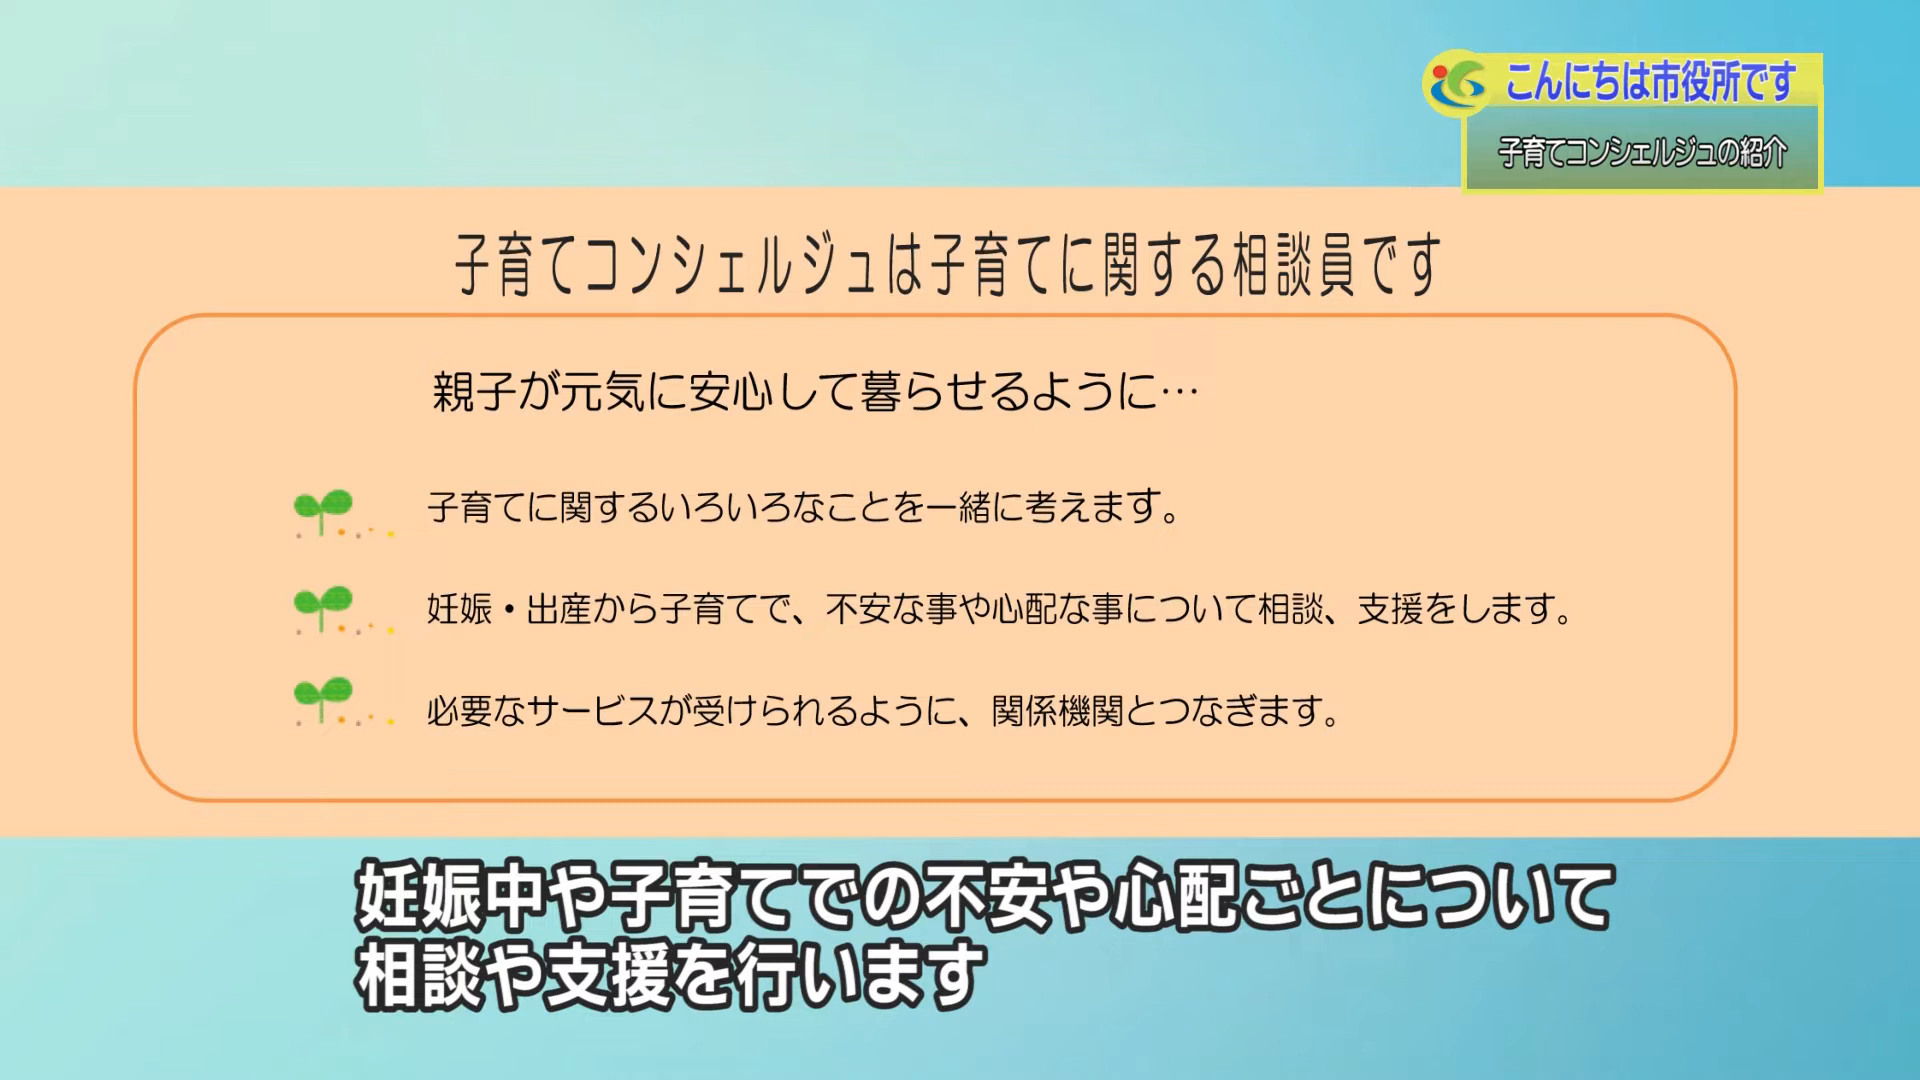 こんにちは市役所です
子育てコンシェルジュの紹介
子育てコンシェルジュは子育てに関する相談員です
親子が元気に安心して暮らせるように…
子育てに関するいろいろなことを一緒に考えます。
妊娠・出産から子育てで、不安な事や心配な事について相談、支援をします。
必要なサービスが受けられるように、関係機関とつなぎます。
妊娠中や子育てでの不安や心配ごとについて
相談や支援を行います